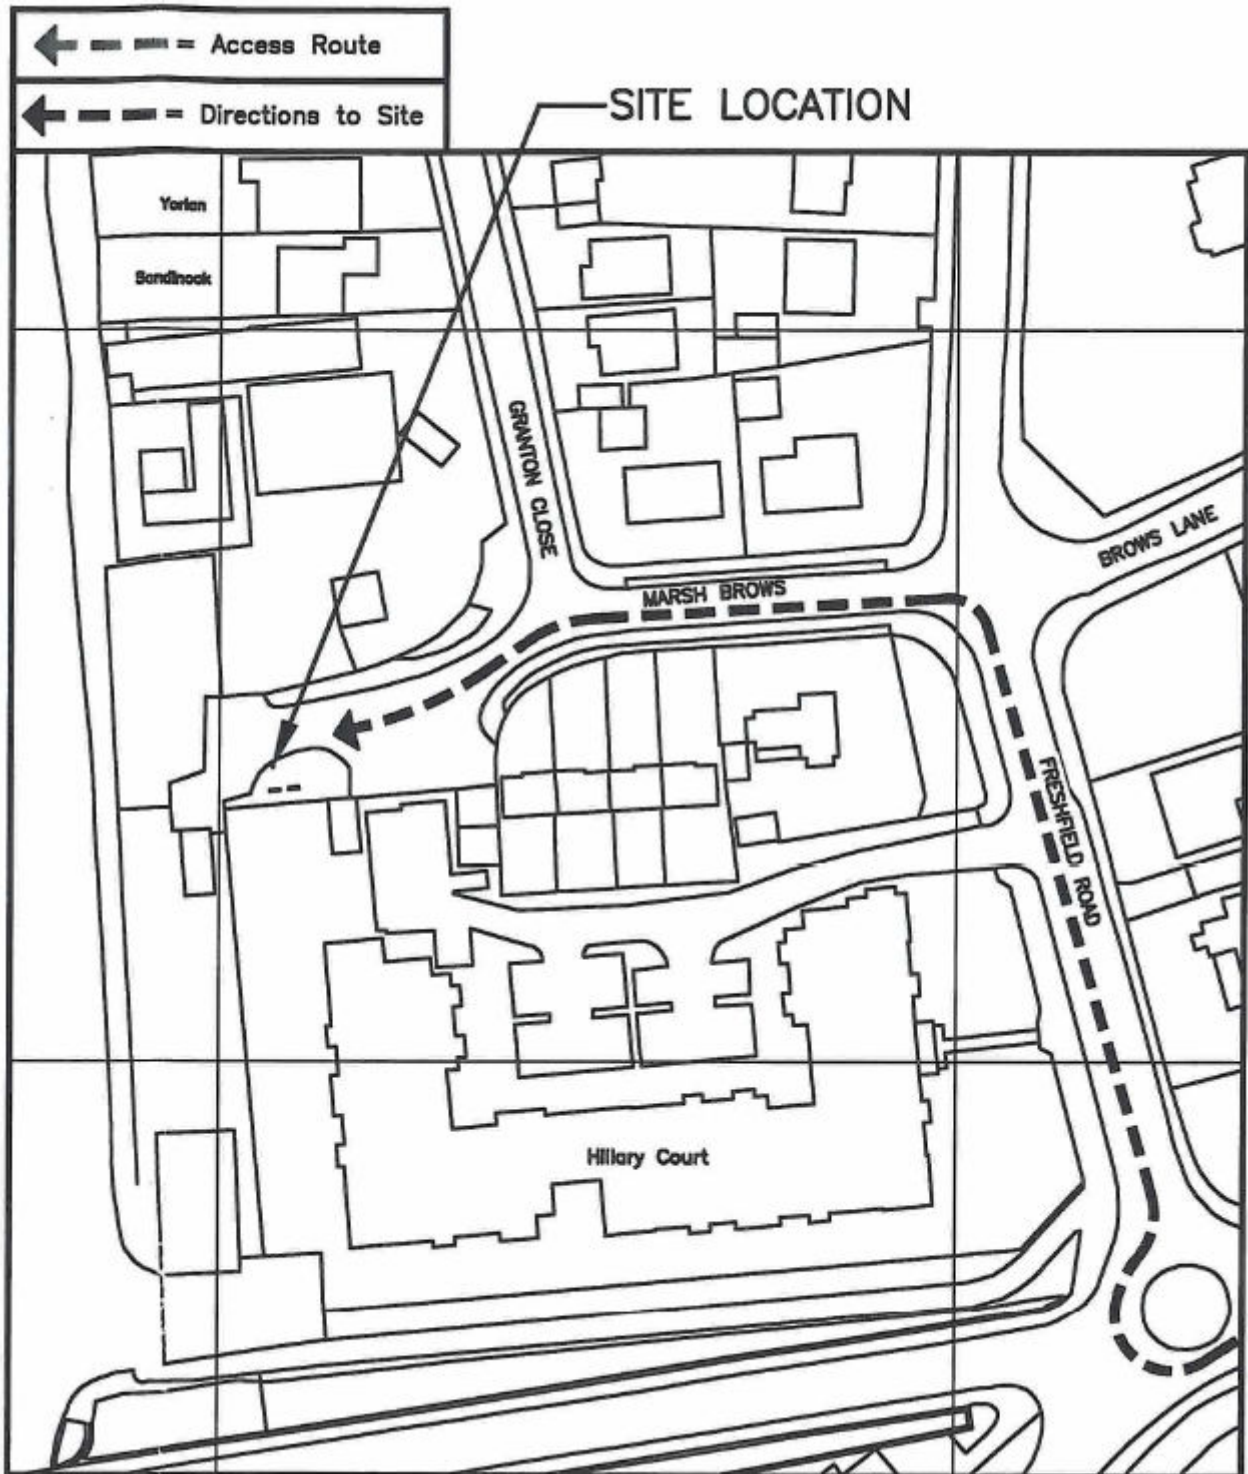 = Access Route
= Directions to Site
SITE LOCATION
Yorlan
Sandinock
GRANTON CLOSE
BROWS LANE
MARSH BROWS
FRESHFIELD ROAD
Hillary Court